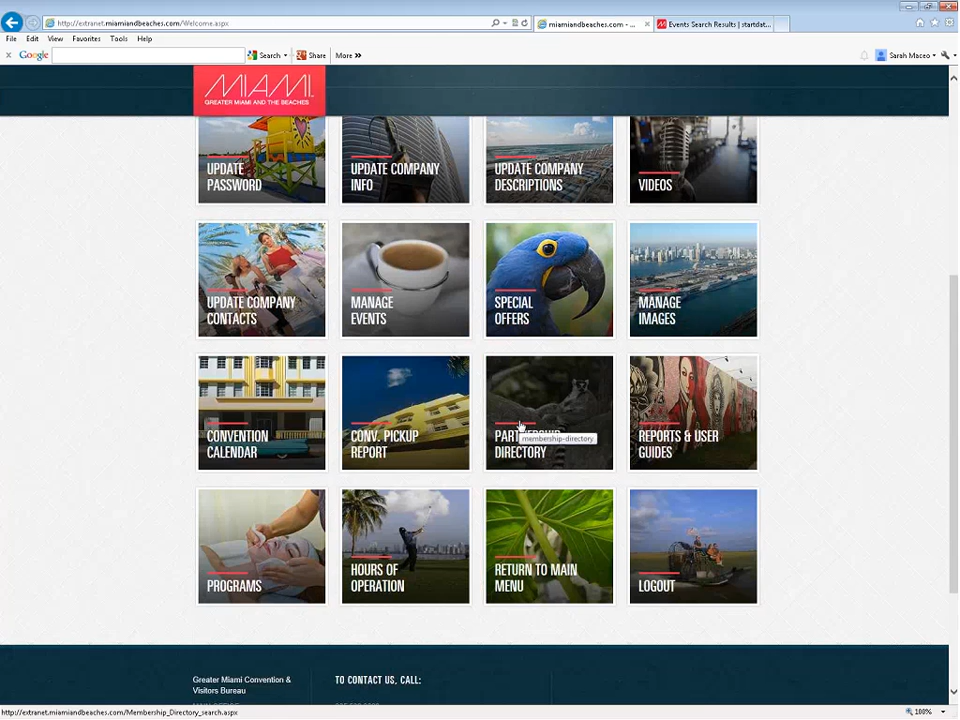 http://extranet.miamiandbeaches.com/Welcome.aspx
miamiandbeaches.com - ...
Events Search Results | startdat...
File Edit View Favorites Tools Help
Google
Search
Share
More »
Sarah Maceo
MIAMI
GREATER MIAMI AND THE BEACHES
UPDATE
PASSWORD
UPDATE COMPANY
INFO
UPDATE COMPANY
DESCRIPTIONS
VIDEOS
UPDATE COMPANY
CONTACTS
MANAGE
EVENTS
SPECIAL
OFFERS
MANAGE
IMAGES
CONVENTION
CALENDAR
CONV. PICKUP
REPORT
DIRECTORY
membership-directory
REPORTS & USER
GUIDES
PROGRAMS
HOURS OF
OPERATION
RETURN TO MAIN
MENU
LOGOUT
Greater Miami Convention &
Visitors Bureau
TO CONTACT US, CALL:
http://extranet.miamiandbeaches.com/Membership_Directory_search.aspx
100%